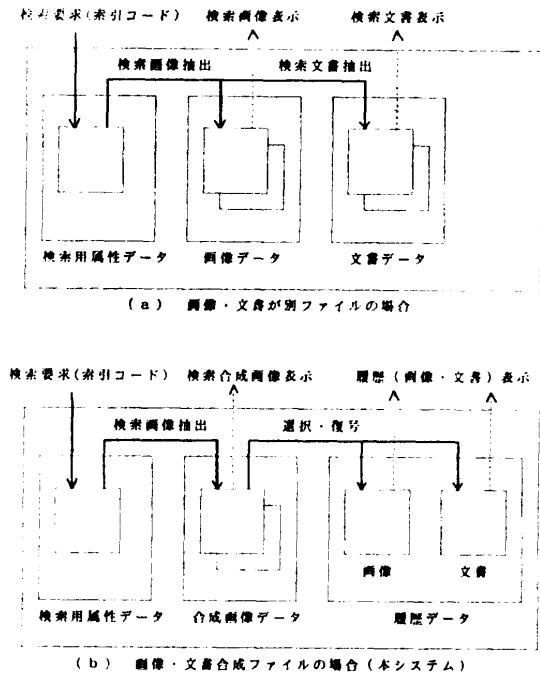 検索要求(索引コード) 検索画像表示 検索文書表示
検索画像抽出 検索文書抽出
検索用属性データ 画像データ 文書データ
(a) 画像・文書が別ファイルの場合
検索要求(索引コード) 検索合成画像表示 履歴(画像・文書)表示
検索画像抽出 選択・復号
画像 文書
検索用属性データ 合成画像データ 履歴データ
(b) 画像・文書合成ファイルの場合(本システム)